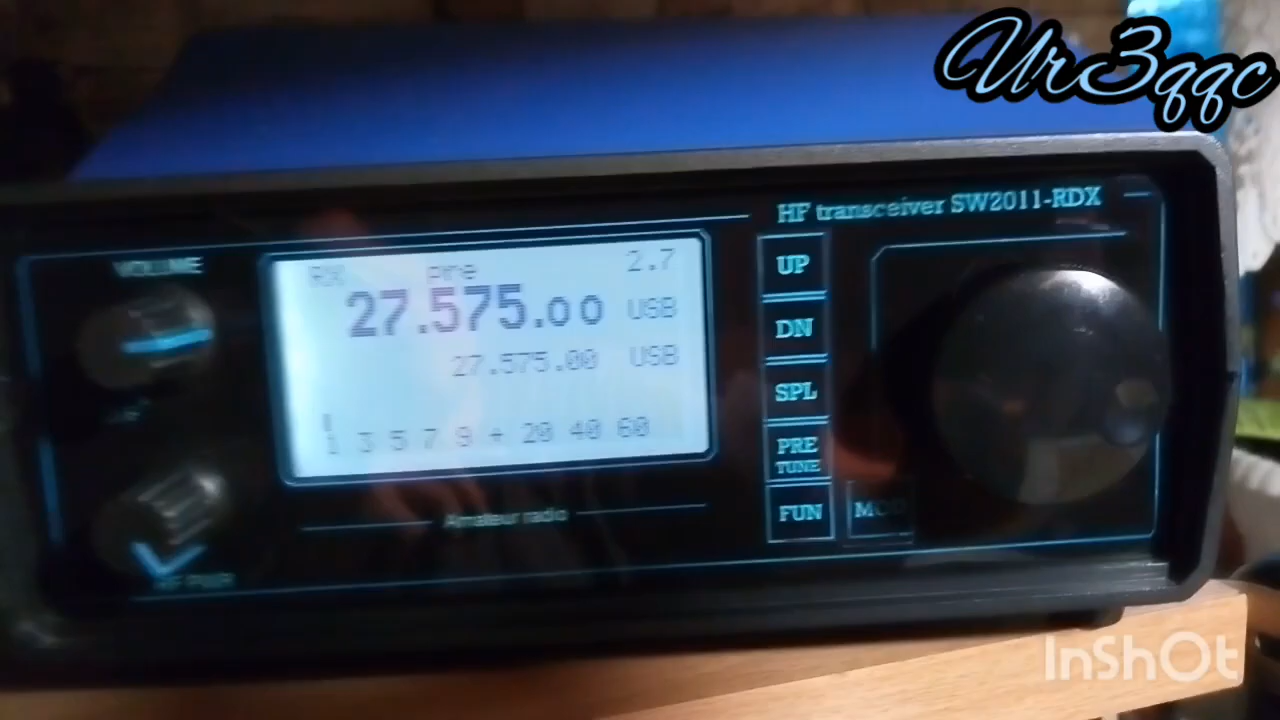 Ur3qqc
HF transceiver SW2011-RDX
VOLUME
RX pre 2.7
27.575.00 USB
27.575.00 USB
1 3 5 7 9 + 20 40 60
UP
DN
SPL
PRE
TUNE
FUN
Amateur radio
PWR
InShOt